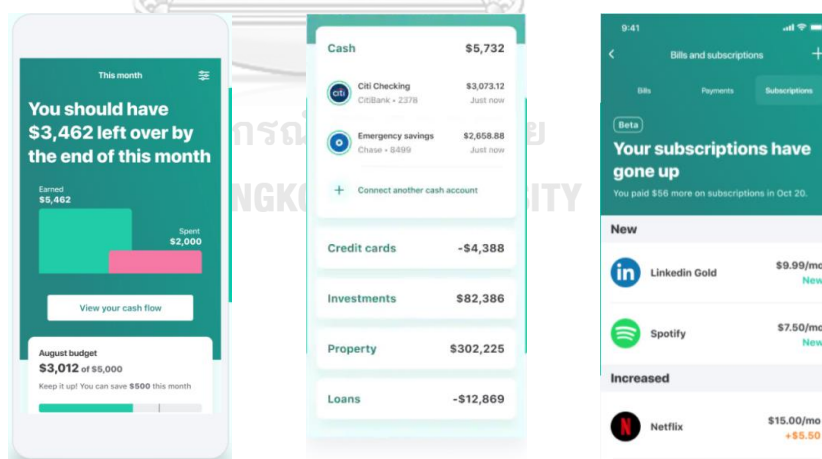 This month
You should have
$3,462 left over by
the end of this month
Earned
$5,462
Spent
$2,000
View your cash flow
August budget
$3,012 of $5,000
Keep it up! You can save $500 this month
Cash $5,732
citi
Citi Checking $3,073.12
CitiBank • 2378 Just now
Emergency savings $2,658.88
Chase • 8499 Just now
+ Connect another cash account
Credit cards -$4,388
Investments $82,386
Property $302,225
Loans -$12,869
9:41
Bills and subscriptions +
Bills Payments Subscriptions
Beta
Your subscriptions have
gone up
You paid $56 more on subscriptions in Oct 20.
New
in
Linkedin Gold $9.99/mo
New
Spotify $7.50/mo
New
Increased
N
Netflix $15.00/mo
+$5.50